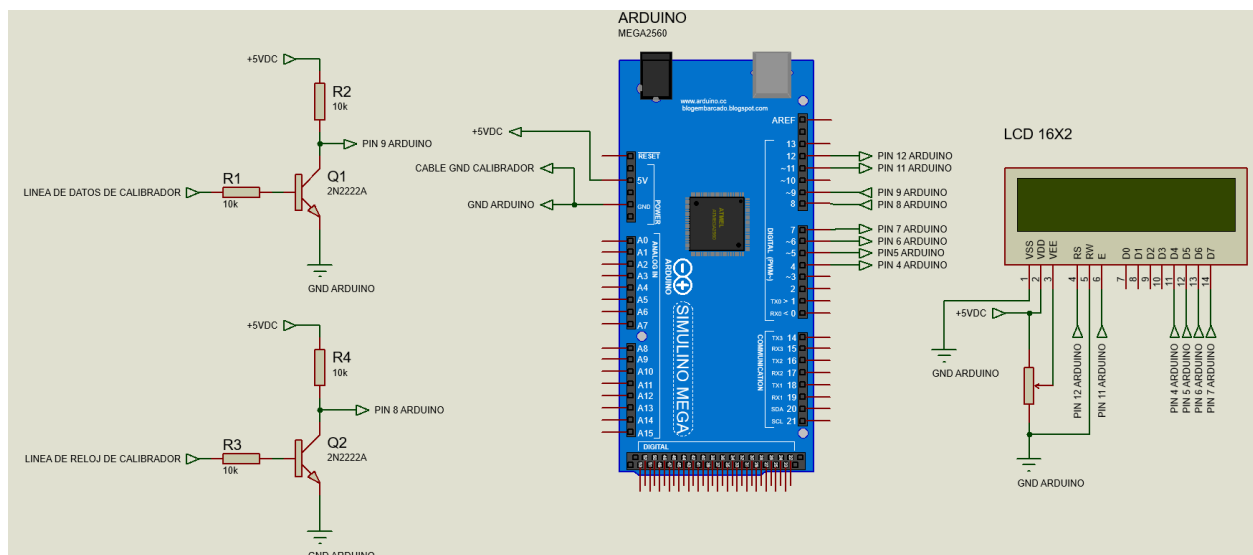 ARDUINO
MEGA2560
+5VDC
R2
10k
PIN 9 ARDUINO
R1
10k
LINEA DE DATOS DE CALIBRADOR
Q1
2N2222A
GND ARDUINO
+5VDC
R4
10k
PIN 8 ARDUINO
R3
10k
LINEA DE RELOJ DE CALIBRADOR
Q2
2N2222A
GND ARDUINO
+5VDC
CABLE GND CALIBRADOR
GND ARDUINO
www.arduino.cc
blogembarcado.blogspot.com
RESET
5V
GND
POWER
A0
A1
A2
A3
A4
A5
A6
A7
ANALOG IN
A8
A9
A10
A11
A12
A13
A14
A15
ATMEL
ARDUINO
SIMULINO MEGA
AREF
13
12
~11
~10
~9
8
7
~6
~5
4
~3
2
TX0 > 1
RX0 < 0
DIGITAL (PWM~)
TX3 14
RX3 15
TX2 16
RX2 17
TX1 18
RX1 19
SDA 20
SCL 21
COMMUNICATION
DIGITAL
PIN 12 ARDUINO
PIN 11 ARDUINO
PIN 9 ARDUINO
PIN 8 ARDUINO
PIN 7 ARDUINO
PIN 6 ARDUINO
PIN5 ARDUINO
PIN 4 ARDUINO
LCD 16X2
VSS
VDD
VEE
RS
RW
E
D0
D1
D2
D3
D4
D5
D6
D7
1
2
3
4
5
6
7
8
9
10
11
12
13
14
+5VDC
GND ARDUINO
PIN 12 ARDUINO
PIN 11 ARDUINO
PIN 4 ARDUINO
PIN 5 ARDUINO
PIN 6 ARDUINO
PIN 7 ARDUINO
GND ARDUINO